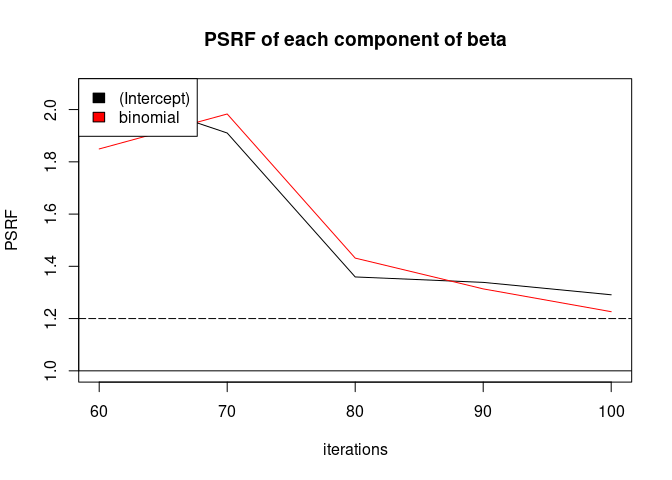 PSRF of each component of beta
(Intercept)
binomial
PSRF
2.0
1.8
1.6
1.4
1.2
1.0
60 70 80 90 100
iterations